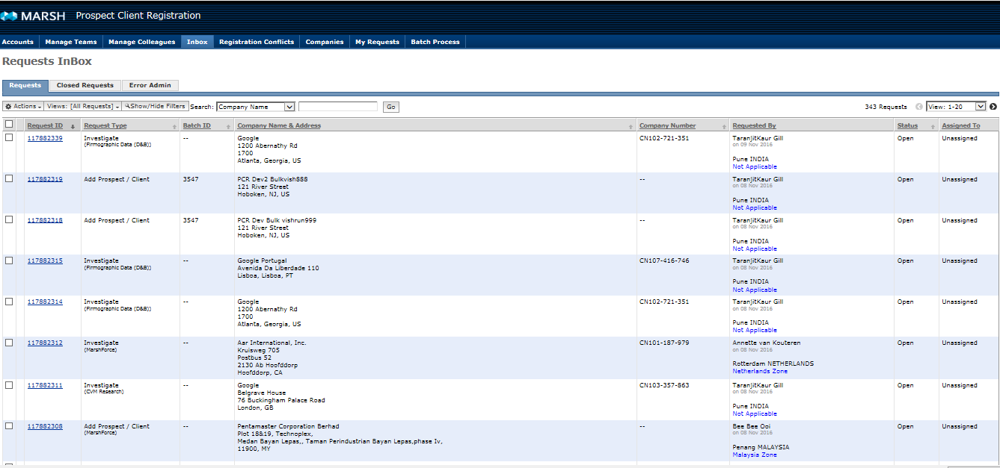 MARSH Prospect Client Registration
Accounts Manage Teams Manage Colleagues Inbox Registration Conflicts Companies My Requests Batch Process
Requests InBox
Requests Closed Requests Error Admin
Actions Views: [All Requests] Show/Hide Filters Search: Company Name Go 343 Requests View: 1-20
Request ID Request Type Batch ID Company Name & Address Company Number Requested By Status Assigned To
117882339 Investigate -- Google CN102-721-351 TaranjitKaur Gill Open Unassigned
(Firmographic Data (D&B)) 1200 Abernathy Rd on 09 Nov 2016
1700
Atlanta, Georgia, US Pune INDIA
Not Applicable
117882319 Add Prospect / Client 3547 PCR Dev2 Bulkvish888 -- TaranjitKaur Gill Open Unassigned
121 River Street on 08 Nov 2016
Hoboken, NJ, US
Pune INDIA
Not Applicable
117882318 Add Prospect / Client 3547 PCR Dev Bulk vishrun999 -- TaranjitKaur Gill Open Unassigned
121 River Street on 08 Nov 2016
Hoboken, NJ, US
Pune INDIA
Not Applicable
117882315 Investigate -- Google Portugal CN107-416-746 TaranjitKaur Gill Open Unassigned
(Firmographic Data (D&B)) Avenida Da Liberdade 110 on 08 Nov 2016
Lisboa, Lisboa, PT
Pune INDIA
Not Applicable
117882314 Investigate -- Google CN102-721-351 TaranjitKaur Gill Open Unassigned
(Firmographic Data (D&B)) 1200 Abernathy Rd on 08 Nov 2016
1700
Atlanta, Georgia, US Pune INDIA
Not Applicable
117882312 Investigate -- Aar International, Inc. CN101-187-979 Annette van Kouteren Open Unassigned
(MarshForce) Kruisweg 705 on 08 Nov 2016
Postbus 52
2130 Ab Hoofddorp Rotterdam NETHERLANDS
Hoofddorp, CA Netherlands Zone
117882311 Investigate -- Google CN103-357-863 TaranjitKaur Gill Open Unassigned
(CVM Research) Belgrave House on 08 Nov 2016
76 Buckingham Palace Road
London, GB Pune INDIA
Not Applicable
117882308 Add Prospect / Client -- Pentamaster Corporation Berhad -- Bee Bee Ooi Open Unassigned
(MarshForce) Plot 18&19, Technoplex, on 08 Nov 2016
Medan Bayan Lepas,, Taman Perindustrian Bayan Lepas,phase Iv,
11900, MY Penang MALAYSIA
Malaysia Zone